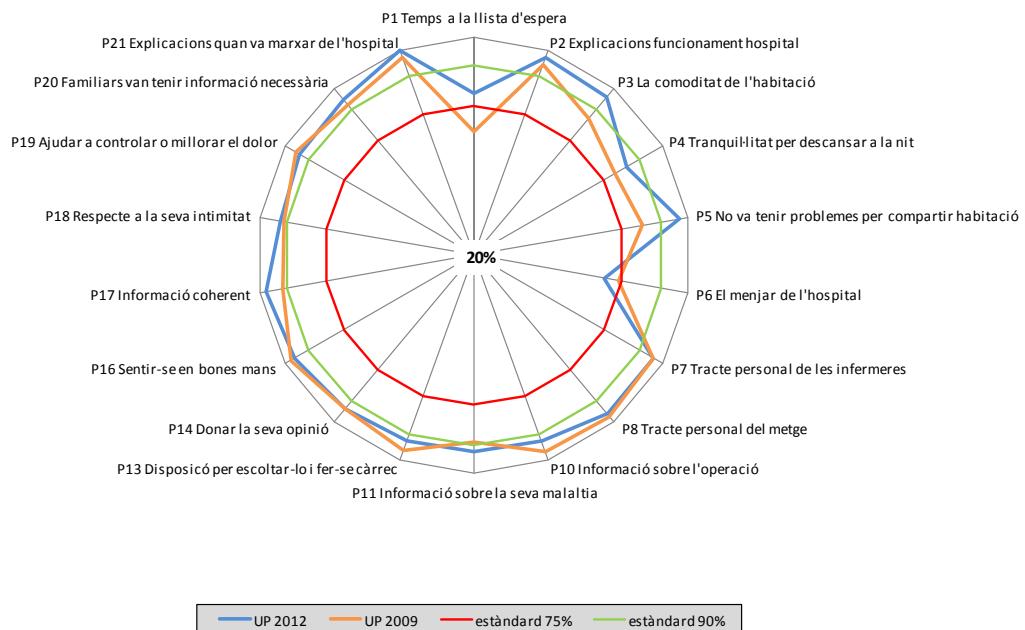 P1 Temps a la llista d'espera
P2 Explicacions funcionament hospital
P3 La comoditat de l'habitació
P4 Tranquil·litat per descansar a la nit
P5 No va tenir problemes per compartir habitació
P6 El menjar de l'hospital
P7 Tracte personal de les infermeres
P8 Tracte personal del metge
P10 Informació sobre l'operació
P11 Informació sobre la seva malaltia
P13 Disposicó per escoltar-lo i fer-se càrrec
P14 Donar la seva opinió
P16 Sentir-se en bones mans
P17 Informació coherent
P18 Respecte a la seva intimitat
P19 Ajudar a controlar o millorar el dolor
P20 Familiars van tenir informació necessària
P21 Explicacions quan va marxar de l'hospital
20%
UP 2012
UP 2009
estàndard 75%
estàndard 90%